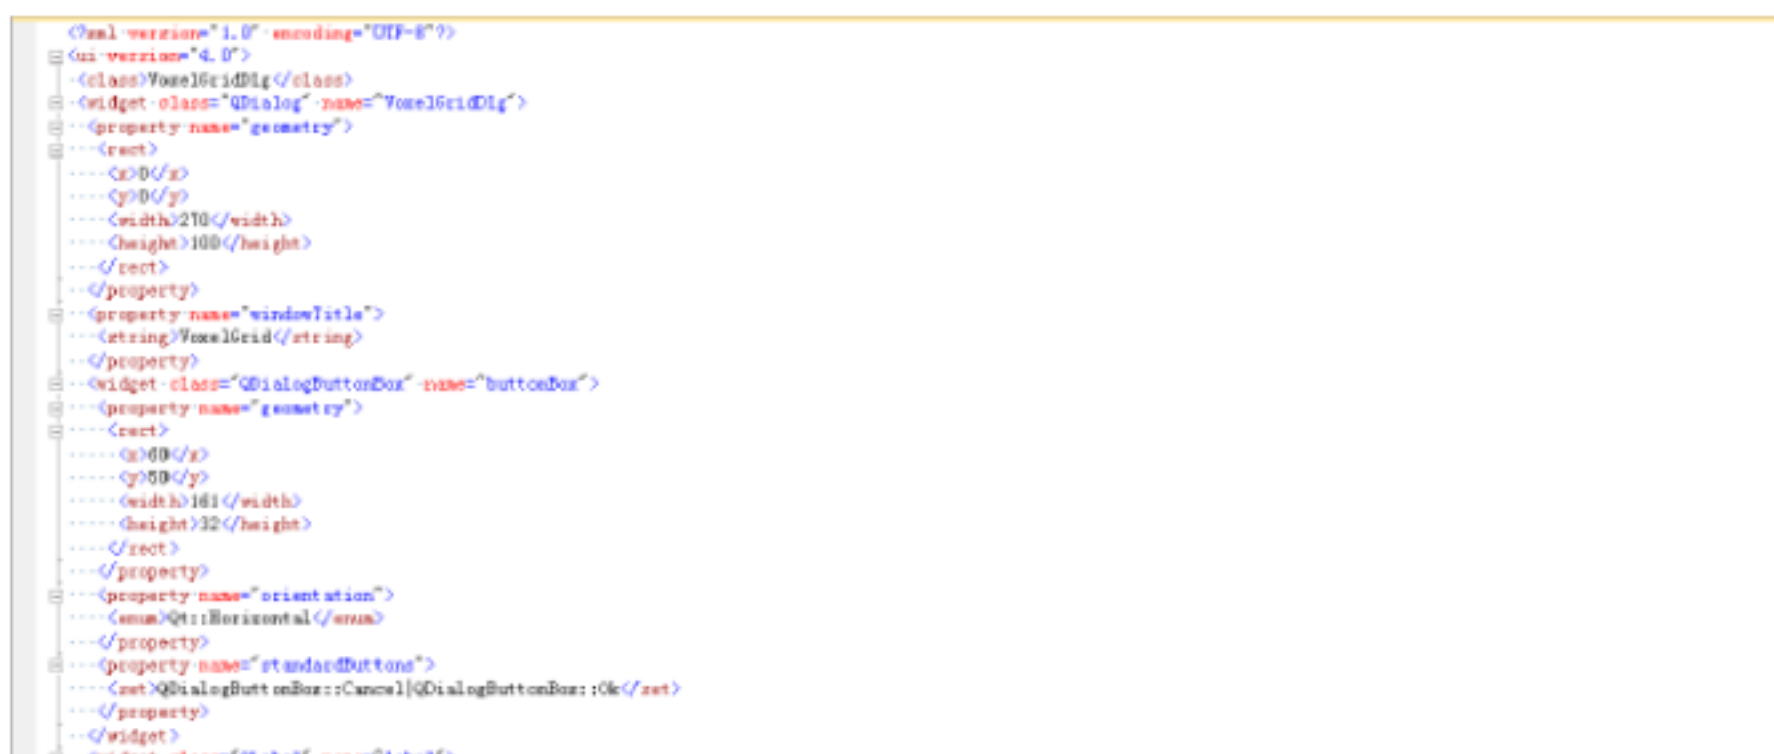 <?xml version="1.0" encoding="UTF-8"?>
<ui version="4.0">
<class>VoxelGridDlg</class>
<widget class="QDialog" name="VoxelGridDlg">
<property name="geometry">
<rect>
<x>0</x>
<y>0</y>
<width>270</width>
<height>100</height>
</rect>
</property>
<property name="windowTitle">
<string>VoxelGrid</string>
</property>
<widget class="QDialogButtonBox" name="buttonBox">
<property name="geometry">
<rect>
<x>60</x>
<y>50</y>
<width>161</width>
<height>32</height>
</rect>
</property>
<property name="orientation">
<enum>Qt::Horizontal</enum>
</property>
<property name="standardButtons">
<set>QDialogButtonBox::Cancel|QDialogButtonBox::Ok</set>
</property>
</widget>